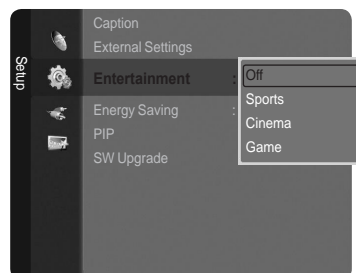 Setup
Caption
External Settings
Entertainment : Off
Sports
Energy Saving :
Cinema
PIP
Game
SW Upgrade